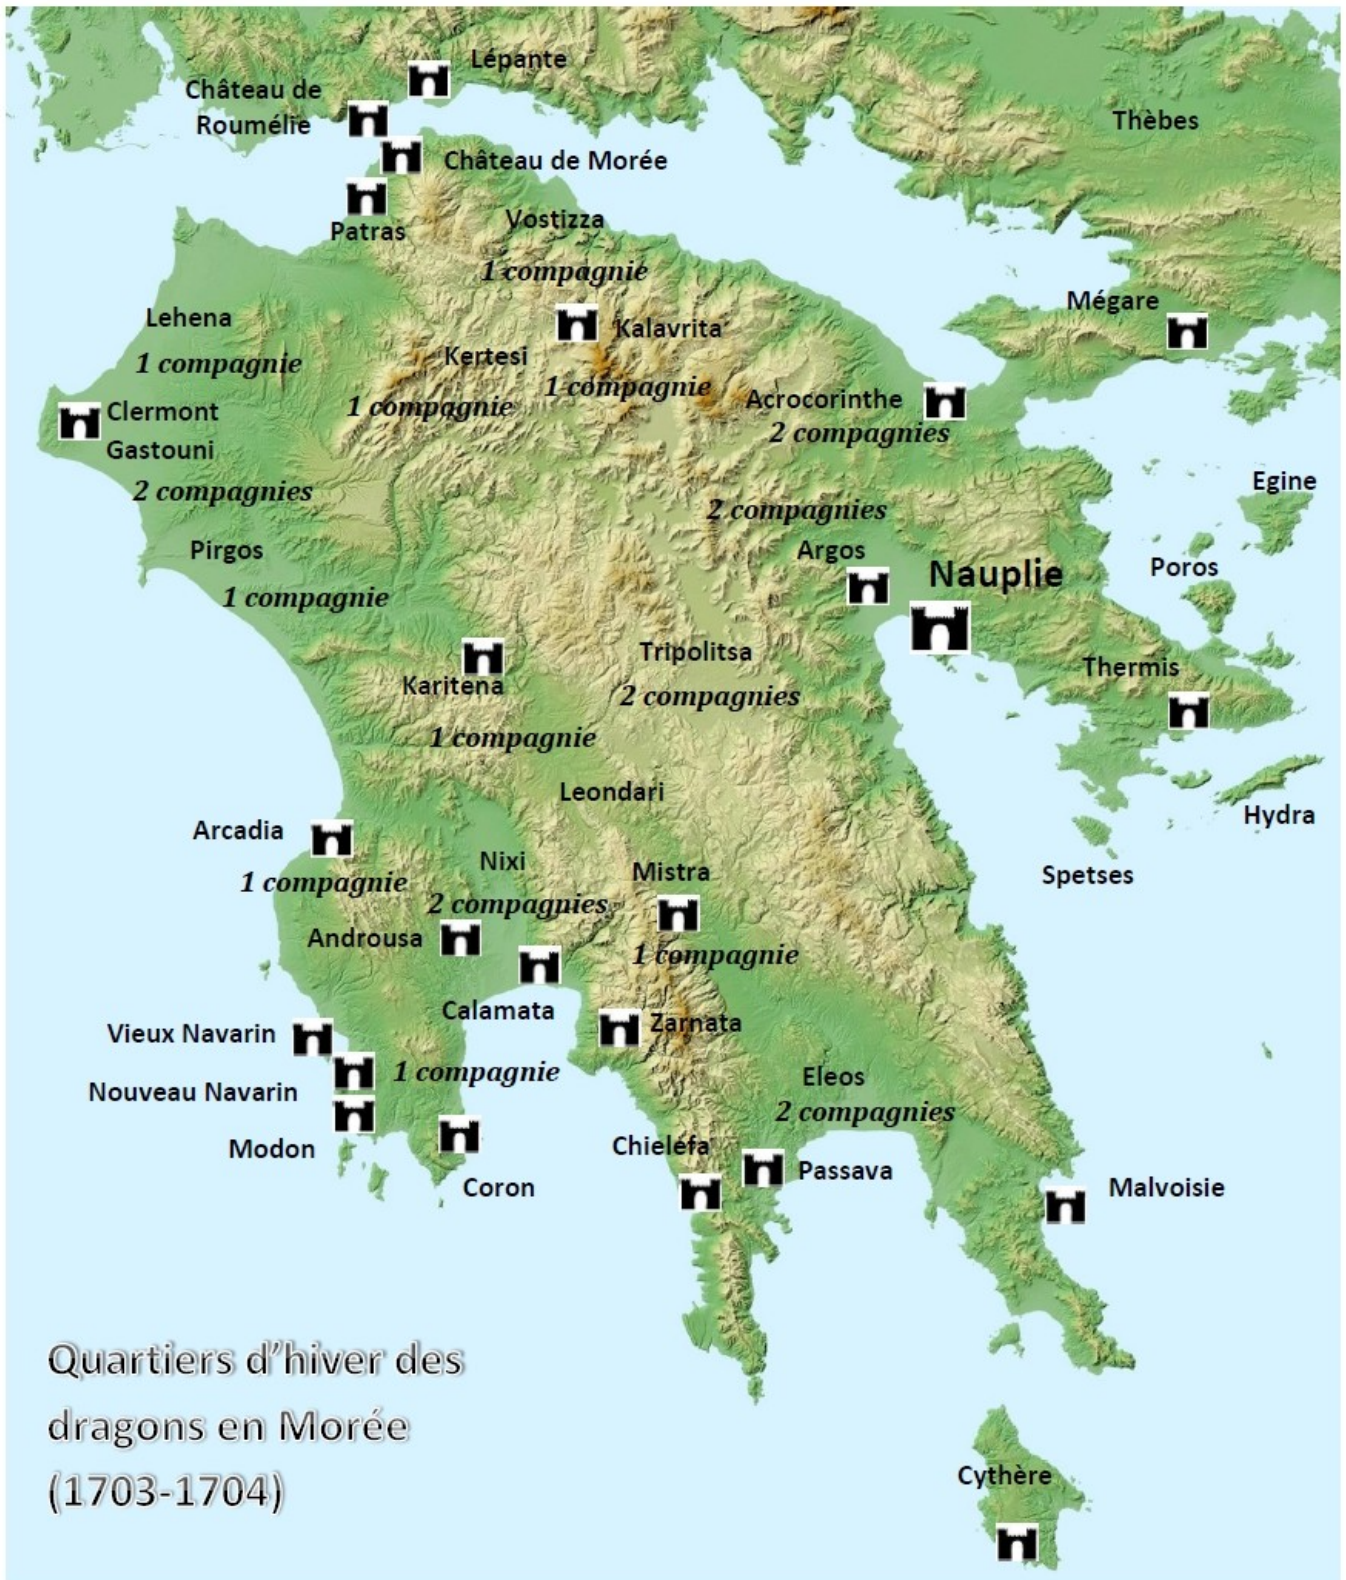 Lépante
Château de
Roumélie
Thèbes
Château de Morée
Vostizza
Patras
1 compagnie
Mégare
Lehena
Kalavrita
1 compagnie
Kertesi
1 compagnie
1 compagnie
Acrocorinthe
2 compagnies
Clermont
Gastouni
2 compagnies
Egine
2 compagnies
Argos
Pirgos
1 compagnie
Nauplie
Poros
Tripolitsa
2 compagnies
Thermis
Karitena
1 compagnie
Leondari
Hydra
Arcadia
1 compagnie
Nixi
2 compagnies
Mistra
1 compagnie
Spetses
Androusa
Calamata
Zarnata
Vieux Navarin
1 compagnie
Nouveau Navarin
Eleos
2 compagnies
Modon
Chielefa
Passava
Coron
Malvoisie
Quartiers d'hiver des
dragons en Morée
(1703-1704)
Cythère